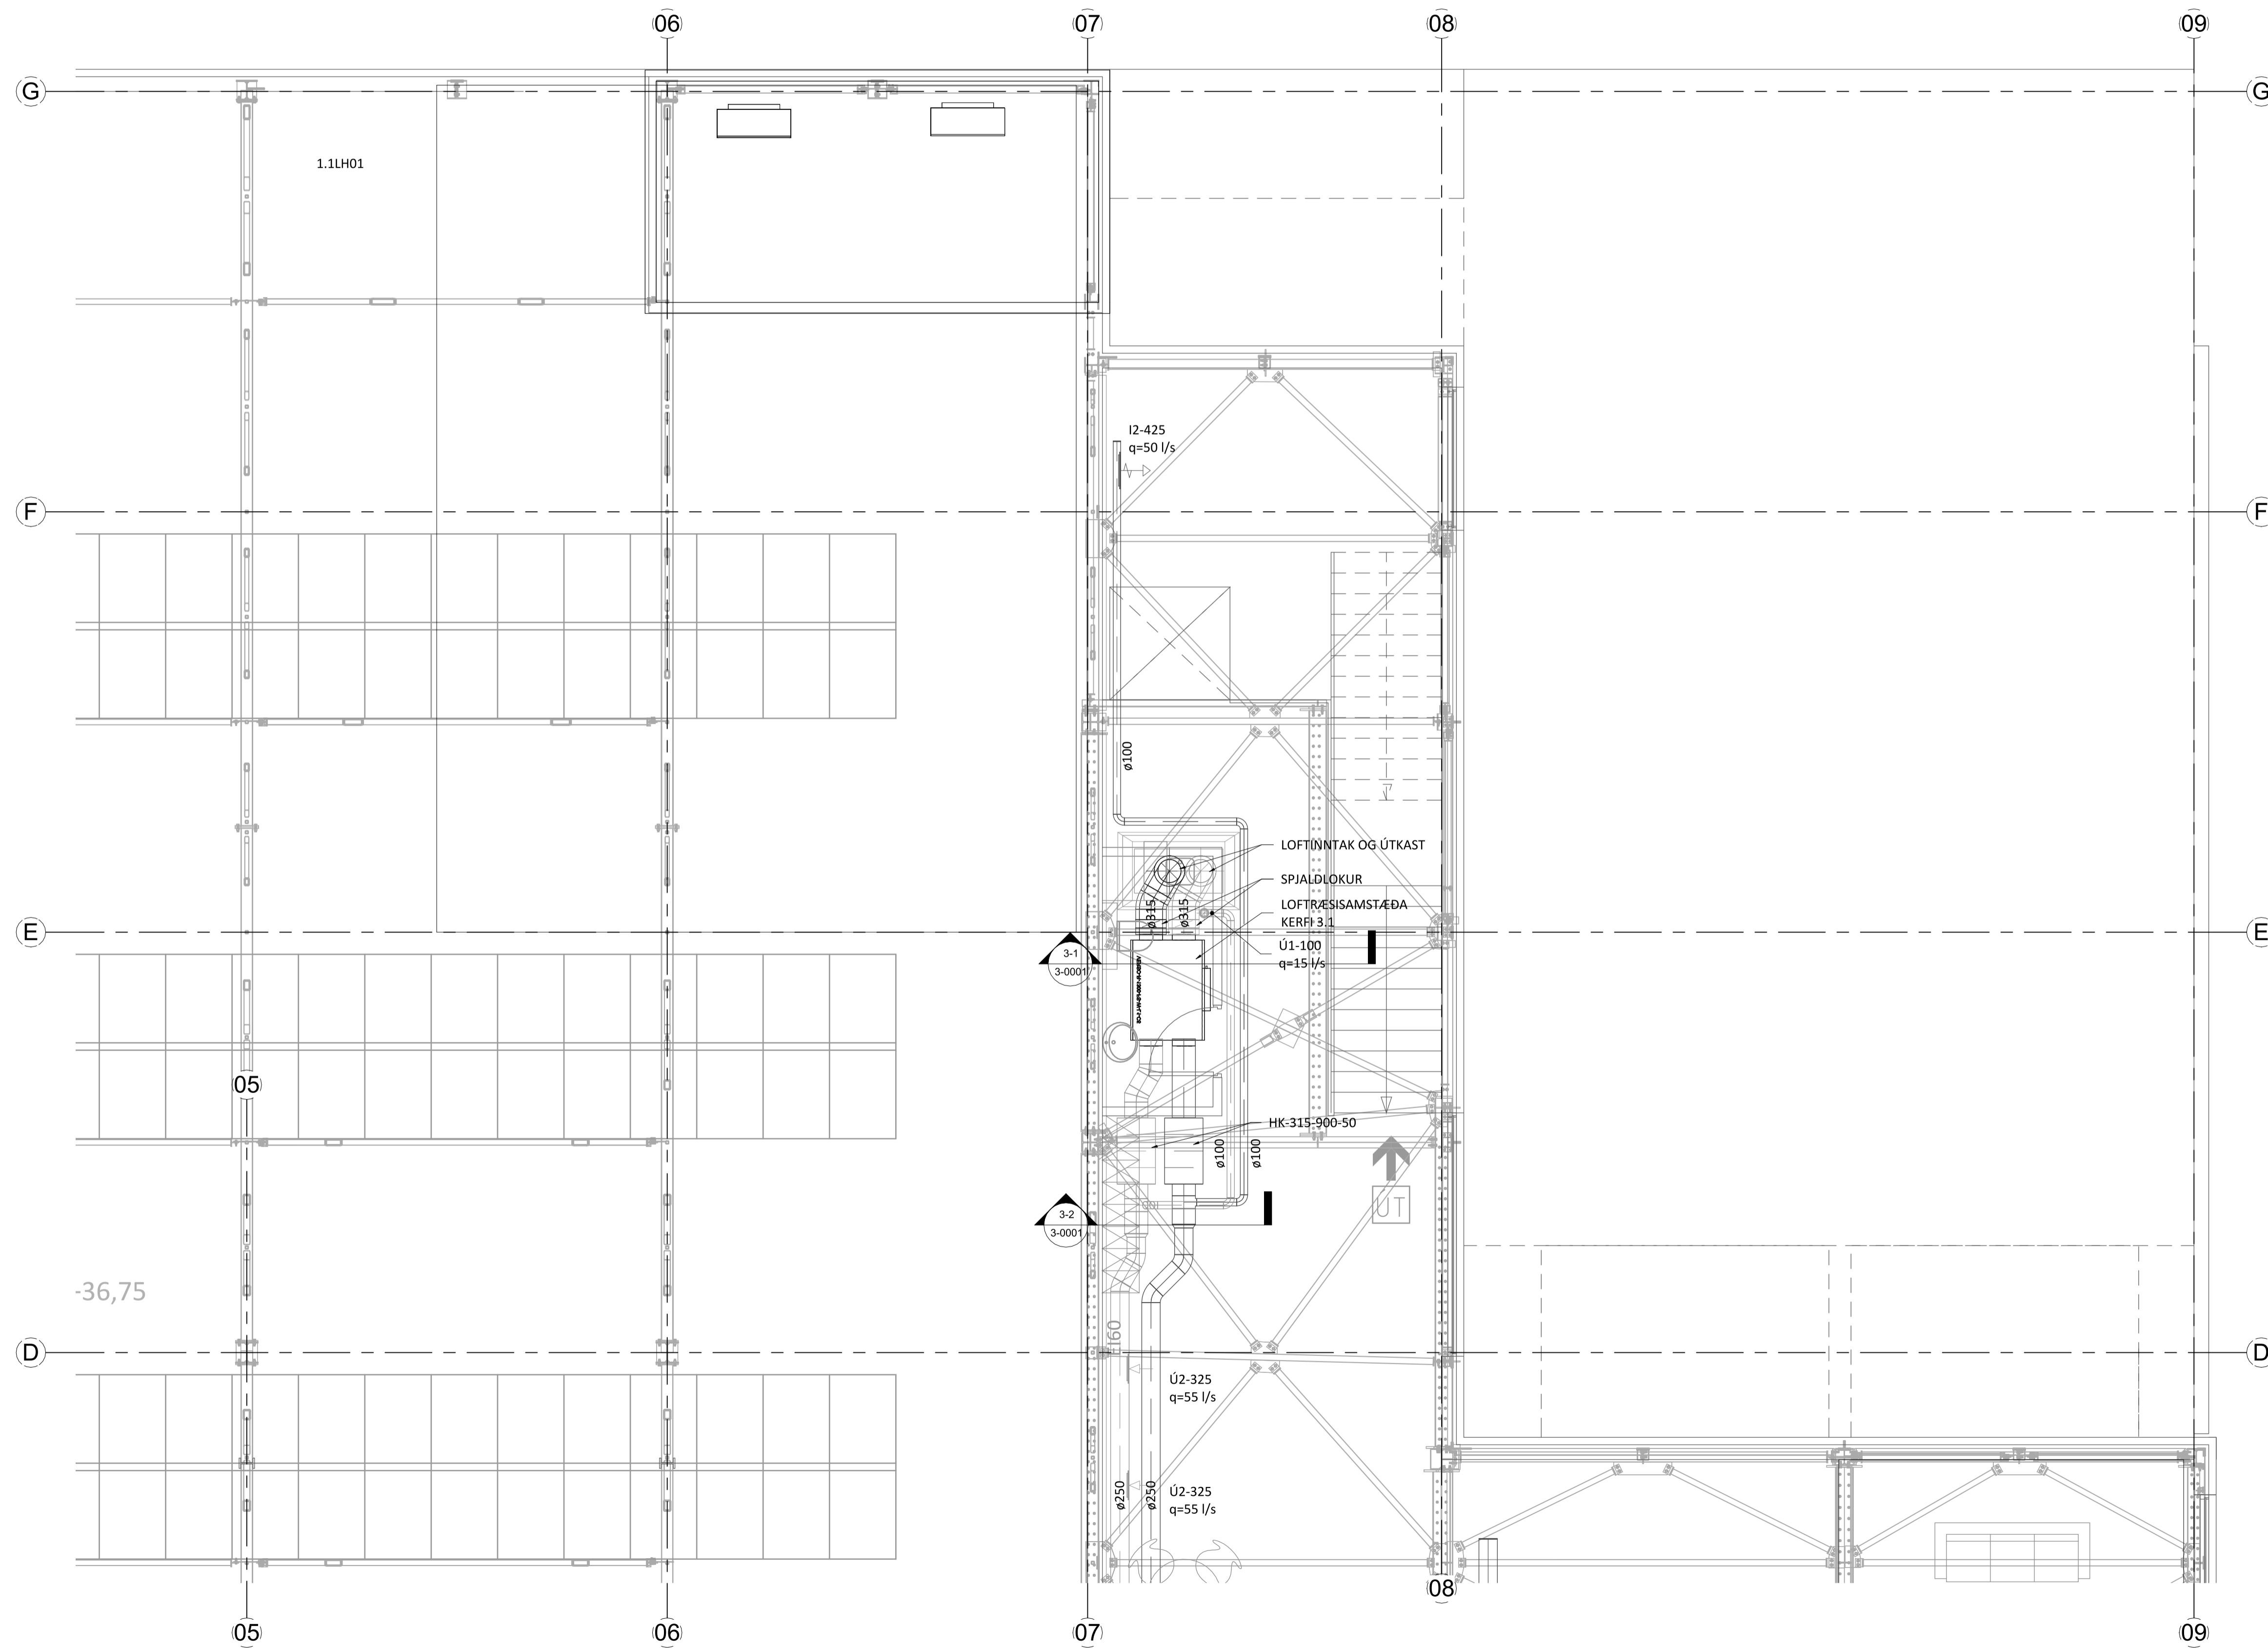 06
07
08
09
G
G
1.1LH01
I2-425
q=50 l/s
F
F
ø100
LOFTINNTAK OG ÚTKAST
SPJALDLOKUR
LOFTRÆSISAMSTÆÐA
KERFI 3.1
ø315
ø315
E
E
Ú1-100
q=15 l/s
3-1
3-0001
05
HK-315-900-50
ø100
ø100
ÚT
3-2
3-0001
-36,75
160
D
D
Ú2-325
q=55 l/s
Ú2-325
q=55 l/s
ø250
ø250
08
05
06
07
09